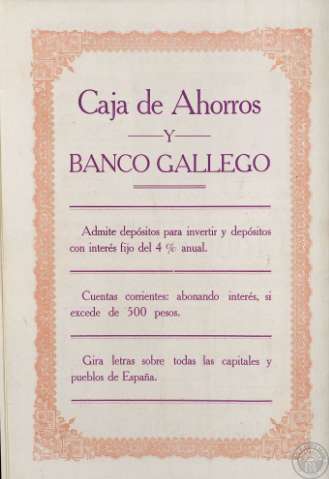 Caja de Ahorros
Y
BANCO GALLEGO
Admite depósitos para invertir y depósitos
con interés fijo del 4 % anual.
Cuentas corrientes: abonando interés, si
excede de 500 pesos.
Gira letras sobre todas las capitales y
pueblos de España.